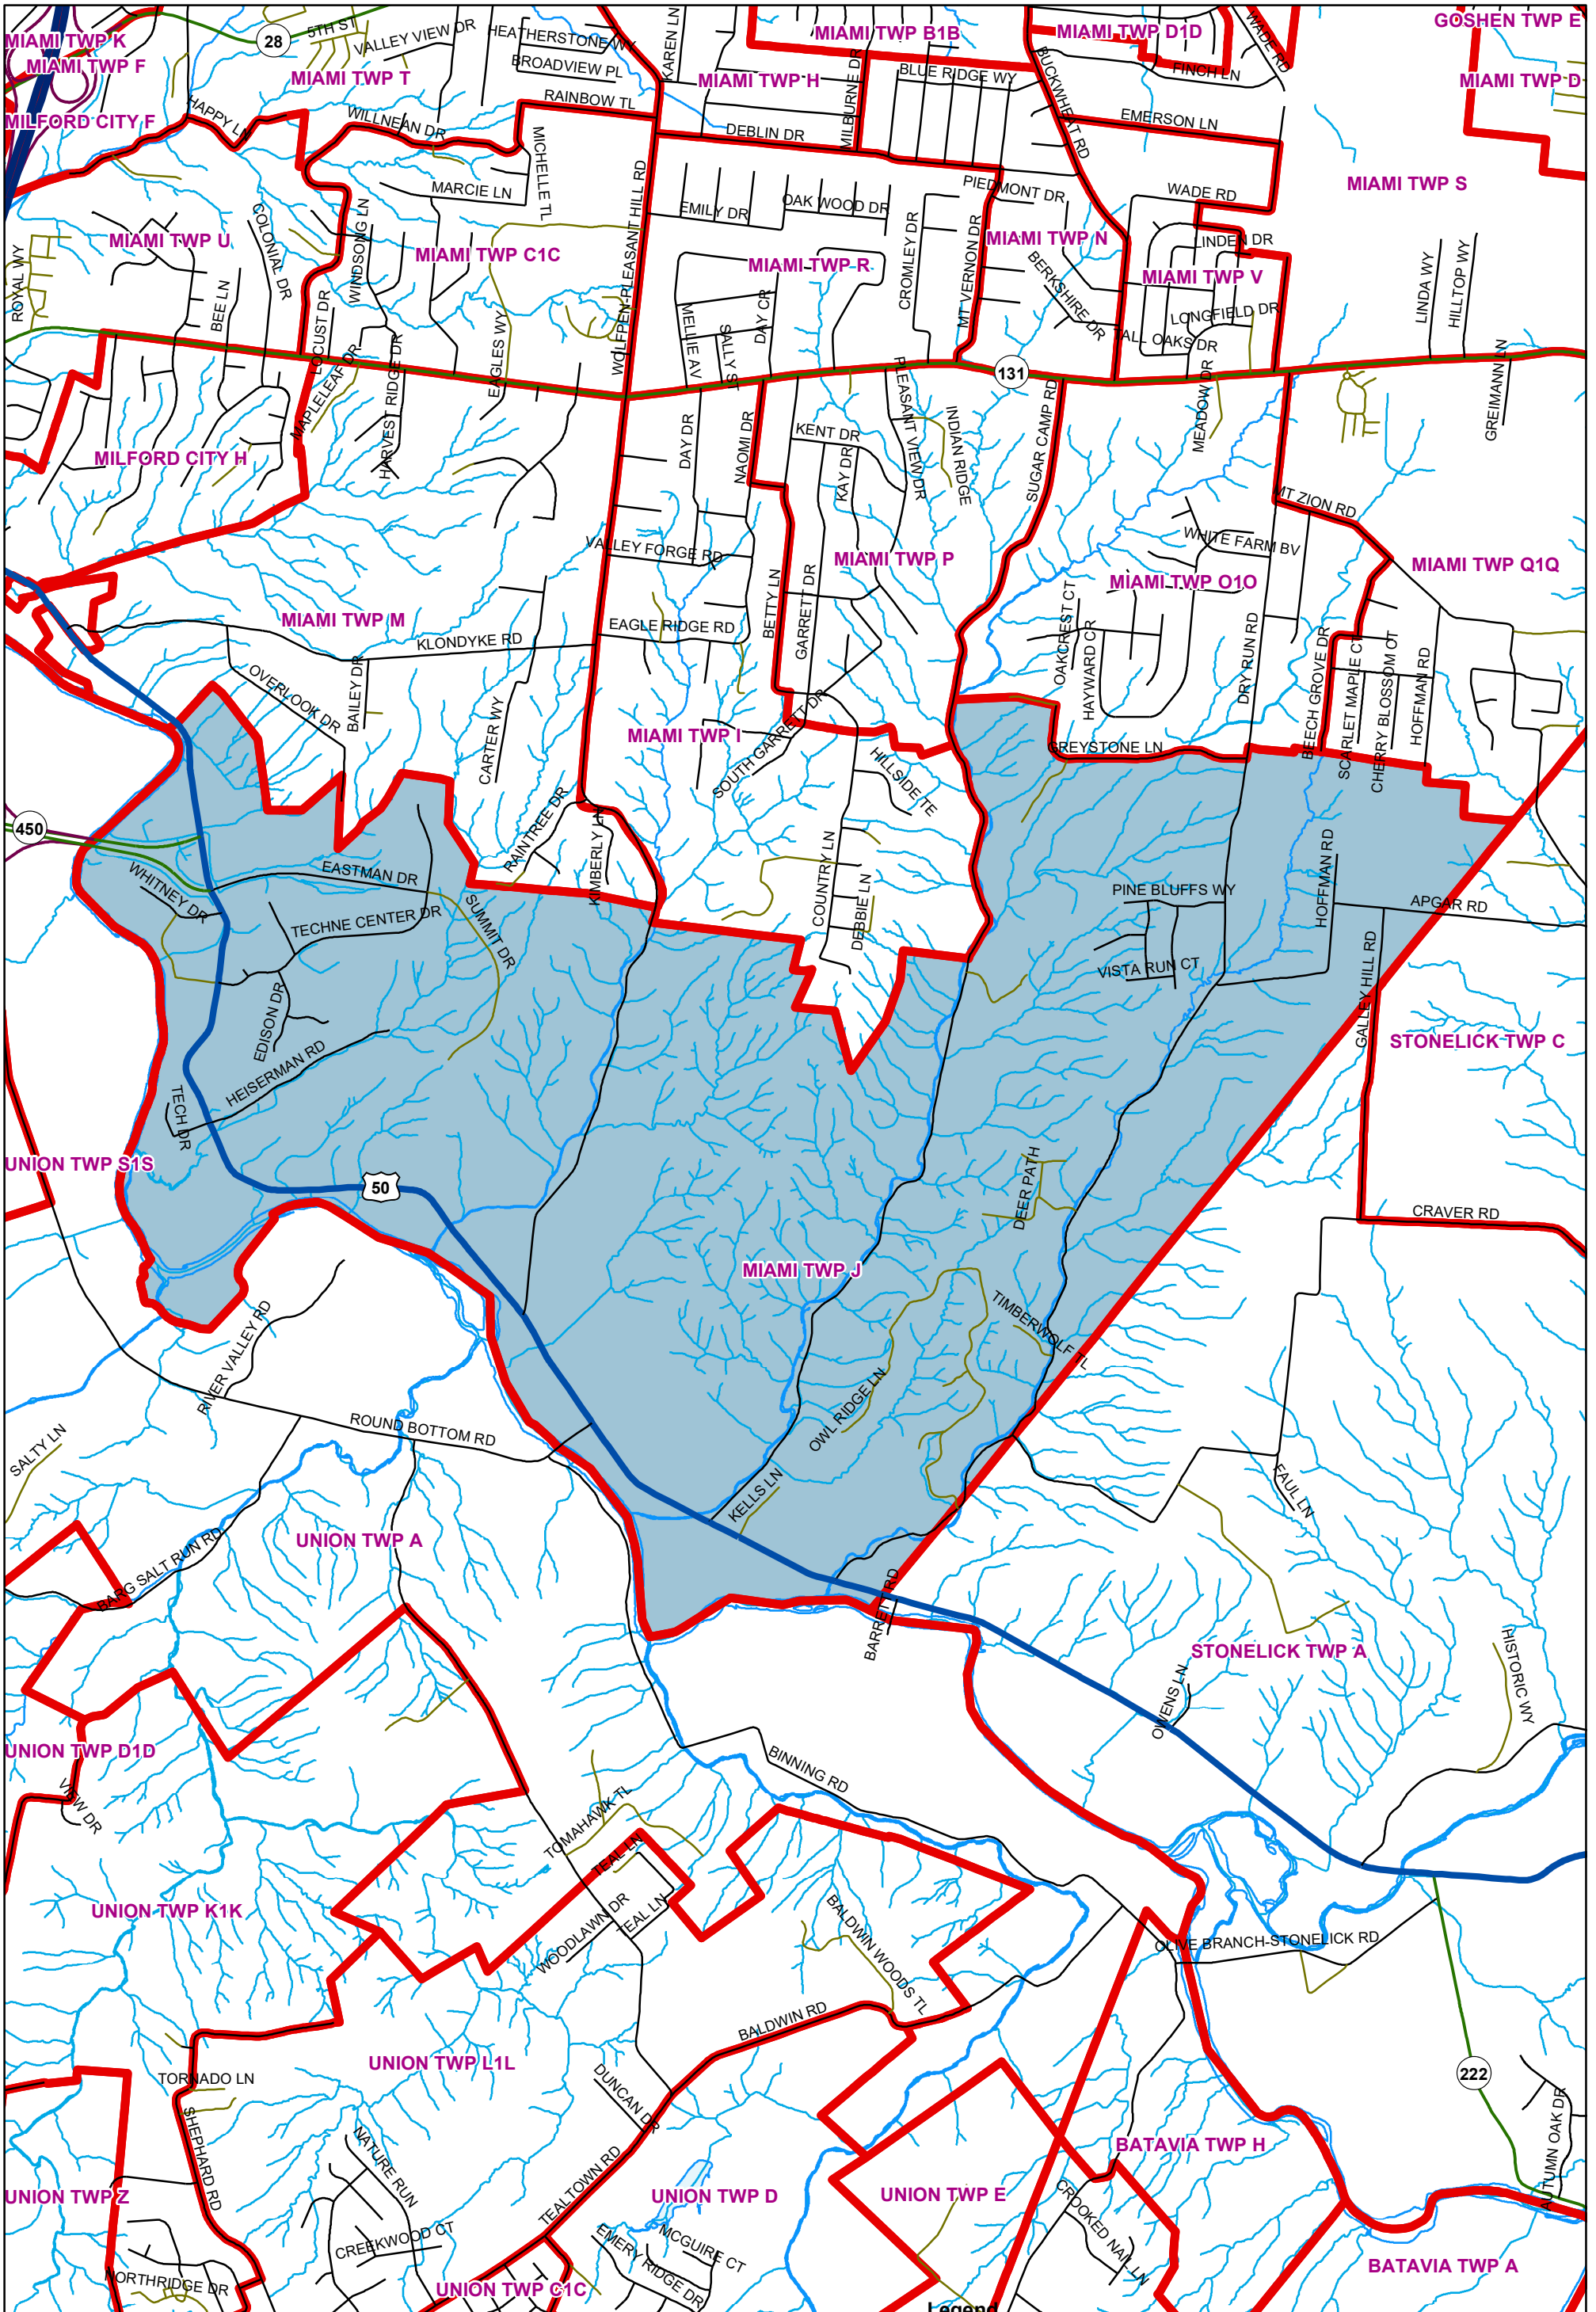 MIAMI TWP K
28
5TH ST
VALLEY VIEW DR
HEATHERSTONE WY
KAREN LN
MIAMI TWP B1B
MIAMI TWP D1D
WADE RD
GOSHEN TWP E
MIAMI TWP F
MIAMI TWP T
BROADVIEW PL
MIAMI TWP H
MILBURNE DR
BLUE RIDGE WY
BUCKWHEAT RD
FINCH LN
MIAMI TWP D
MILFORD CITY F
HAPPY LN
WILLNEAN DR
RAINBOW TL
DEBLIN DR
EMERSON LN
MICHELLE TL
MARCIE LN
WOLFPEN-PLEASANT HILL RD
EMILY DR
OAK WOOD DR
PIEDMONT DR
WADE RD
MIAMI TWP S
ROYAL WY
MIAMI TWP U
COLONIAL DR
WINDSONG LN
MIAMI TWP C1C
MIAMI TWP R
CROMLEY DR
MT VERNON DR
MIAMI TWP N
BERKSHIRE DR
LINDEN DR
MIAMI TWP V
BEE LN
LOCUST DR
EAGLES WY
MELLIE AV
SALLY ST
DAY CR
LONGFIELD DR
TALL OAKS DR
LINDA WY
HILLTOP WY
MAPLELEAF DR
HARVEST RIDGE DR
131
PLEASANT VIEW DR
INDIAN RIDGE
SUGAR CAMP RD
MEADOW DR
GREIMANN LN
MILFORD CITY H
DAY DR
NAOMI DR
KENT DR
KAY DR
MT ZION RD
VALLEY FORGE RD
MIAMI TWP P
WHITE FARM BV
MIAMI TWP O1O
MIAMI TWP Q1Q
BETTY LN
GARRETT DR
OAKCREST CT
HAYWARD CR
DRY RUN RD
MIAMI TWP M
KLONDYKE RD
EAGLE RIDGE RD
OVERLOOK DR
BAILEY DR
CARTER WY
MIAMI TWP I
SOUTH GARRETT DR
HILLSIDE TE
GREYSTONE LN
BEECH GROVE DR
SCARLET MAPLE CT
CHERRY BLOSSOM CT
HOFFMAN RD
450
RAINTREE DR
KIMBERLY LN
COUNTRY LN
DEBBIE LN
WHITNEY DR
EASTMAN DR
TECHNE CENTER DR
SUMMIT DR
PINE BLUFFS WY
HOFFMAN RD
APGAR RD
VISTA RUN CT
GALLEY HILL RD
EDISON DR
HEISERMAN RD
STONELICK TWP C
TECH DR
UNION TWP S1S
50
DEER PATH
CRAVER RD
MIAMI TWP J
RIVER VALLEY RD
TIMBERWOLF TL
OWL RIDGE LN
SALTY LN
ROUND BOTTOM RD
KELLS LN
FAUL LN
UNION TWP A
BARG SALT RUN RD
BARRETT RD
STONELICK TWP A
HISTORIC WY
OWENS LN
UNION TWP D1D
VIEW DR
BINNING RD
TOMAHAWK TL
TEAL LN
UNION TWP K1K
WOODLAWN DR
TEAL LN
BALDWIN WOODS TL
OLIVE BRANCH-STONELICK RD
BALDWIN RD
UNION TWP L1L
TORNADO LN
DUNCAN DR
222
SHEPHARD RD
NATURE RUN
TEALTOWN RD
BATAVIA TWP H
AUTUMN OAK DR
UNION TWP Z
UNION TWP D
UNION TWP E
CROOKED NAIL LN
CREEKWOOD CT
EMERY RIDGE DR
MCGUIRE CT
BATAVIA TWP A
NORTHRIDGE DR
UNION TWP C1C
Legend